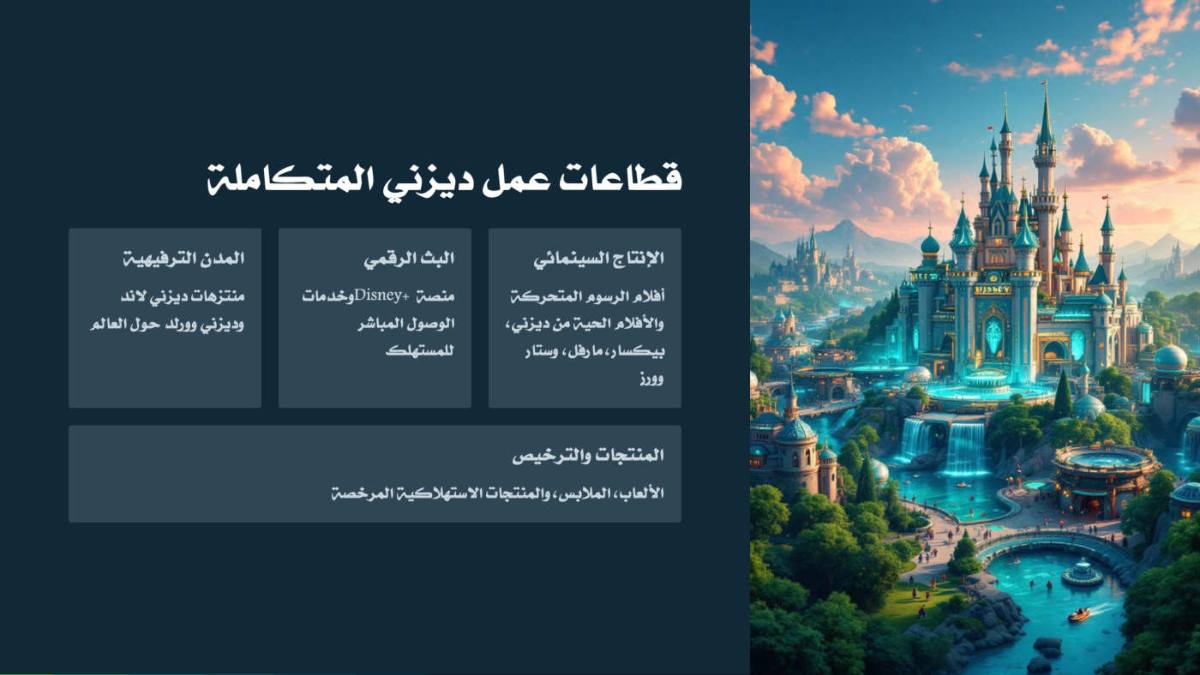 قطاعات عمل ديزني المتكاملة
الإنتاج السينمائي
أفلام الرسوم المتحركة
والأفلام الحية من ديزني،
بيكسار، مارفل، وستار
وورز
البث الرقمي
منصة Disney+ وخدمات
الوصول المباشر
للمستهلك
المدن الترفيهية
منتزهات ديزني لاند
وديزني وورلد حول العالم
المنتجات والترخيص
الألعاب، الملابس، والمنتجات الاستهلاكية المرخصة